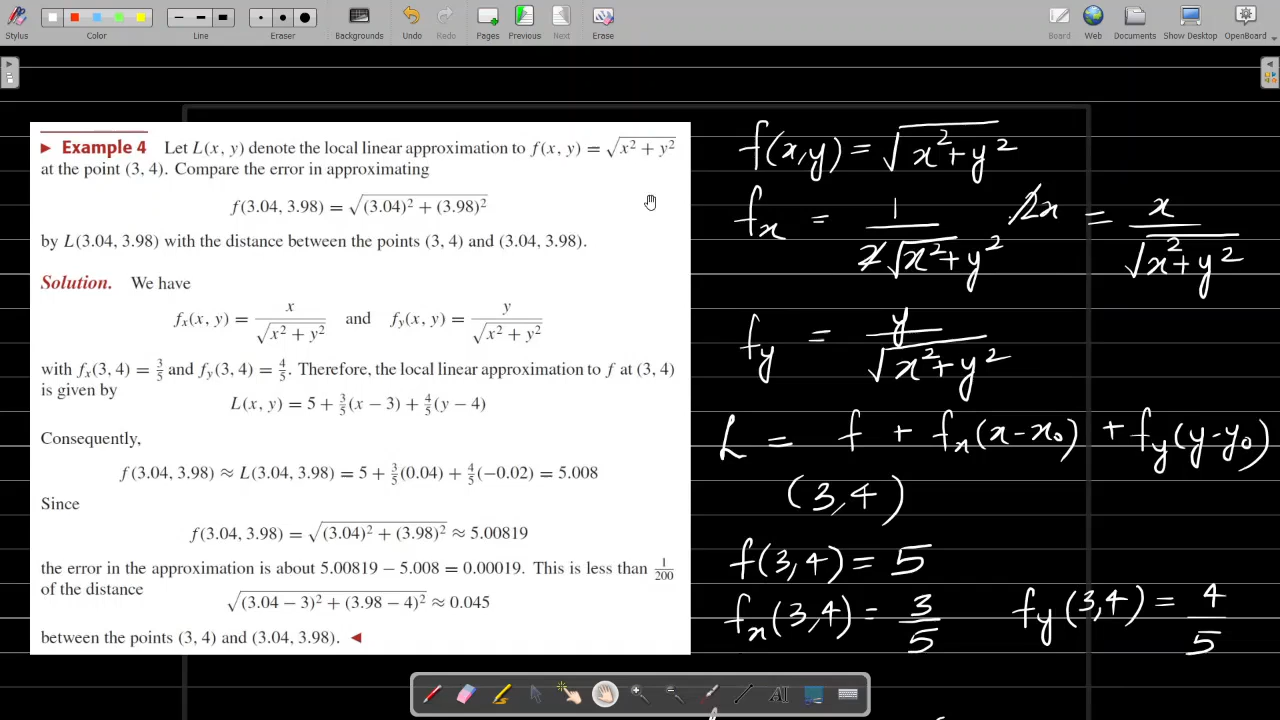 Stylus Color Line Eraser Backgrounds Undo Redo Pages Previous Next Erase Board Web Documents Show Desktop OpenBoard
► Example 4 Let L(x, y) denote the local linear approximation to f(x, y) = √(x² + y²)
at the point (3, 4). Compare the error in approximating
f(3.04, 3.98) = √((3.04)² + (3.98)²)
by L(3.04, 3.98) with the distance between the points (3, 4) and (3.04, 3.98).
Solution. We have
fₓ(x, y) = x/√(x² + y²) and f_y(x, y) = y/√(x² + y²)
with fₓ(3, 4) = 3/5 and f_y(3, 4) = 4/5. Therefore, the local linear approximation to f at (3, 4)
is given by
L(x, y) = 5 + 3/5(x − 3) + 4/5(y − 4)
Consequently,
f(3.04, 3.98) ≈ L(3.04, 3.98) = 5 + 3/5(0.04) + 4/5(−0.02) = 5.008
Since
f(3.04, 3.98) = √((3.04)² + (3.98)²) ≈ 5.00819
the error in the approximation is about 5.00819 − 5.008 = 0.00019. This is less than 1/200
of the distance
√((3.04 − 3)² + (3.98 − 4)²) ≈ 0.045
between the points (3, 4) and (3.04, 3.98). ◄
f(x,y) = √(x² + y²)
fx = 1/(2√(x² + y²)) 2x = x/√(x² + y²)
fy = y/√(x² + y²)
L = f + fx(x-x₀) + fy(y-y₀)
(3,4)
f(3,4) = 5
fx(3,4) = 3/5 fy(3,4) = 4/5
AI